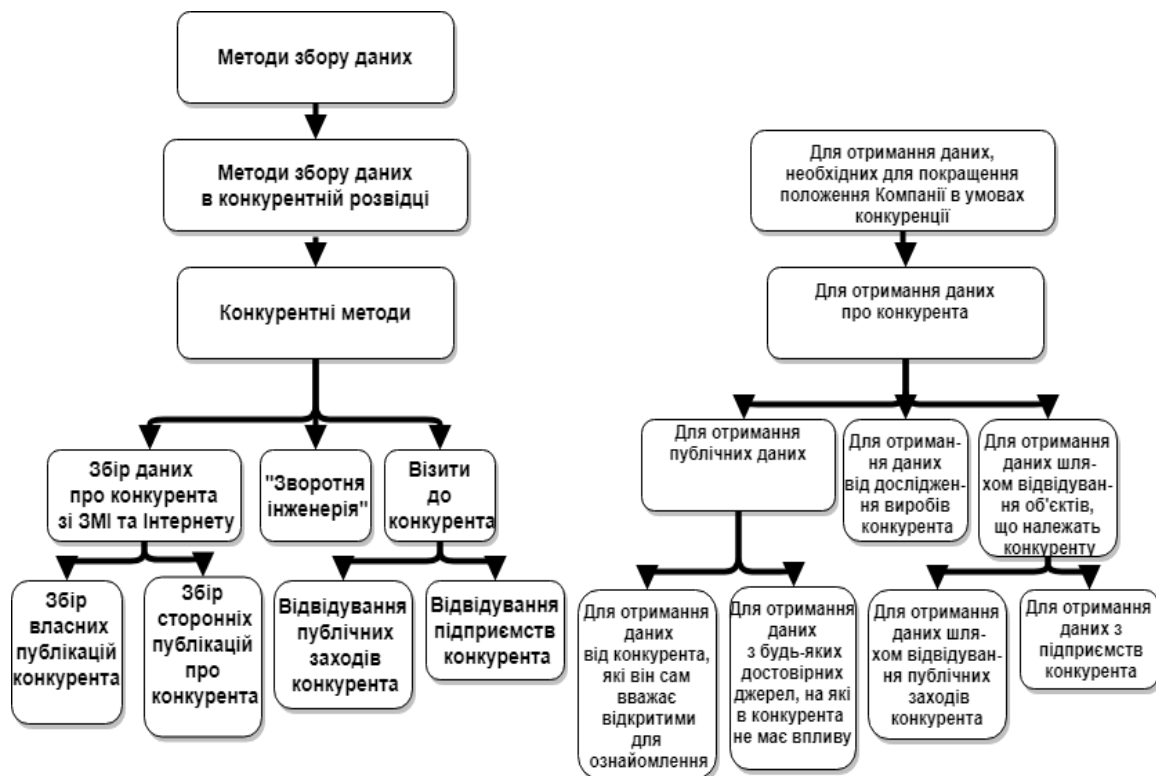 Методи збору даних
Методи збору даних
в конкурентній розвідці
Конкурентні методи
Збір даних
про конкурента
зі ЗМІ та Інтернету
"Зворотня
інженерія"
Візити
до
конкурента
Збір
власних
публікацій
конкурента
Збір
сторонніх
публікацій
про
конкурента
Відвідування
публічних
заходів
конкурента
Відвідування
підприємств
конкурента
Для отримання даних,
необхідних для покращення
положення Компанії в умовах
конкуренції
Для отримання даних
про конкурента
Для отримання
публічних даних
Для отриман-
ня даних
від досліджен-
ня виробів
конкурента
Для отримання
даних шля-
хом відвідуван-
ня об'єктів,
що належать
конкуренту
Для отримання
даних
від конкурента,
які він сам
вважає
відкритими
для
ознайомлення
Для отримання
даних
з будь-яких
достовірних
джерел, на які
в конкурента
не має впливу
Для отримання
даних шля-
хом відвідуван-
ня публічних
заходів
конкурента
Для отримання
даних з
підприємств
конкурента